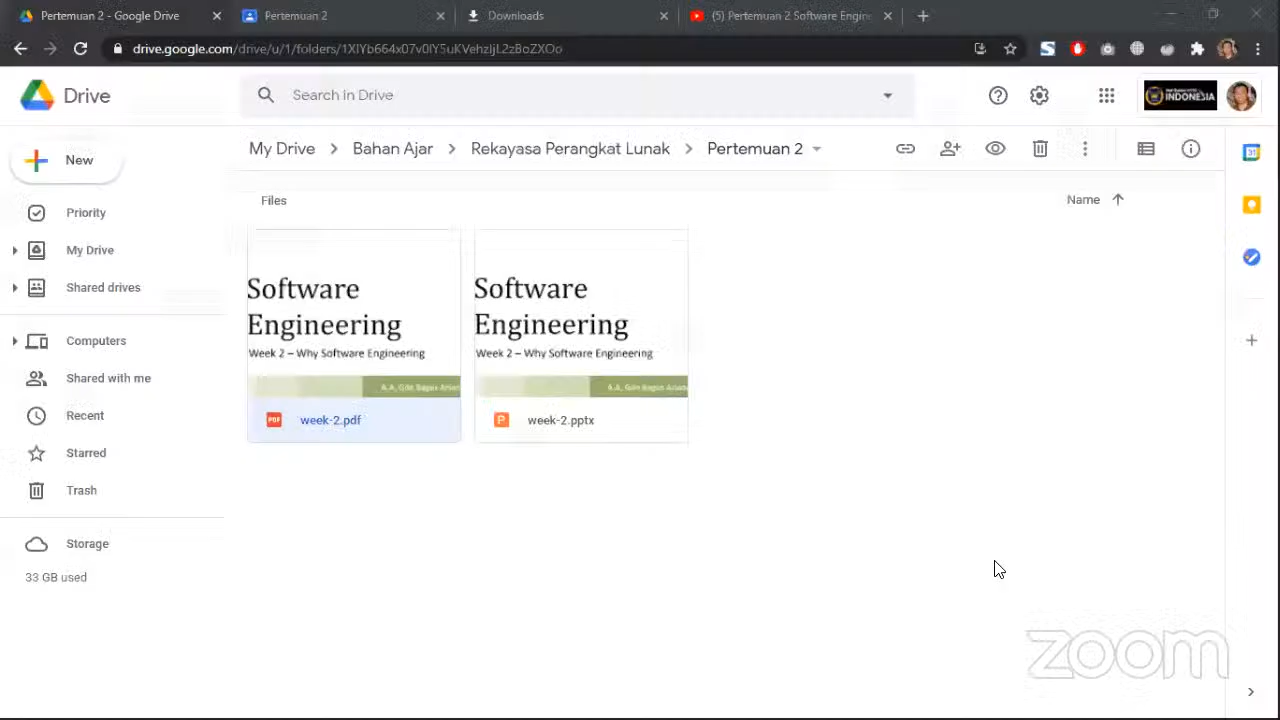 Pertemuan 2 - Google Drive
Pertemuan 2
Downloads
(5) Pertemuan 2 Software Engin
drive.google.com/drive/u/1/folders/
Drive
Search in Drive
INDONESIA
New
My Drive
Bahan Ajar
Rekayasa Perangkat Lunak
Pertemuan 2
31
Priority
My Drive
Shared drives
Computers
Shared with me
Recent
Starred
Trash
Storage
33 GB used
Files
Name
Software
Engineering
Week 2 – Why Software Engineering
PDF
week-2.pdf
Software
Engineering
Week 2 – Why Software Engineering
P
week-2.pptx
zoom